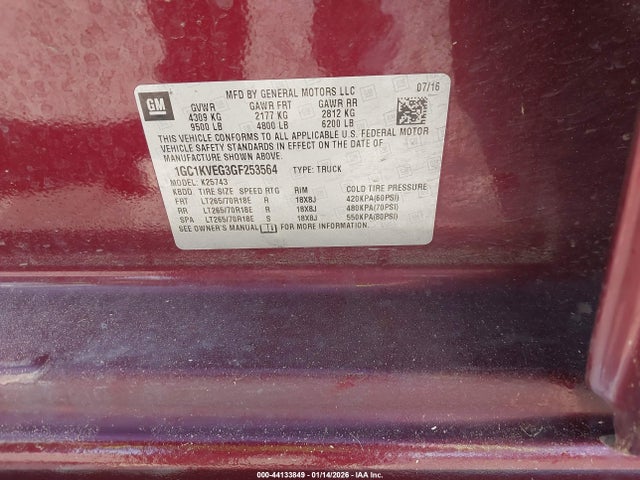 GM
MFD BY GENERAL MOTORS LLC
07/16
GVWR GAWR FRT GAWR RR
4309 KG 2177 KG 2812 KG
9500 LB 4800 LB 6200 LB
THIS VEHICLE CONFORMS TO ALL APPLICABLE U.S. FEDERAL MOTOR
VEHICLE SAFETY STANDARDS IN EFFECT ON THE DATE OF
MANUFACTURE SHOWN ABOVE.
1GC1KVEG3GF253564 TYPE: TRUCK
MODEL: K25743
KBDD TIRE SIZE SPEED RTG RIM COLD TIRE PRESSURE
FRT LT265/70R18E R 18X8J 420KPA(60PSI)
RR LT265/70R18E R 18X8J 480KPA(70PSI)
SPA LT265/70R18E S 18X8J 550KPA(80PSI)
SEE OWNER'S MANUAL FOR MORE INFORMATION.
000-44133849 - 01/14/2026 - IAA Inc.